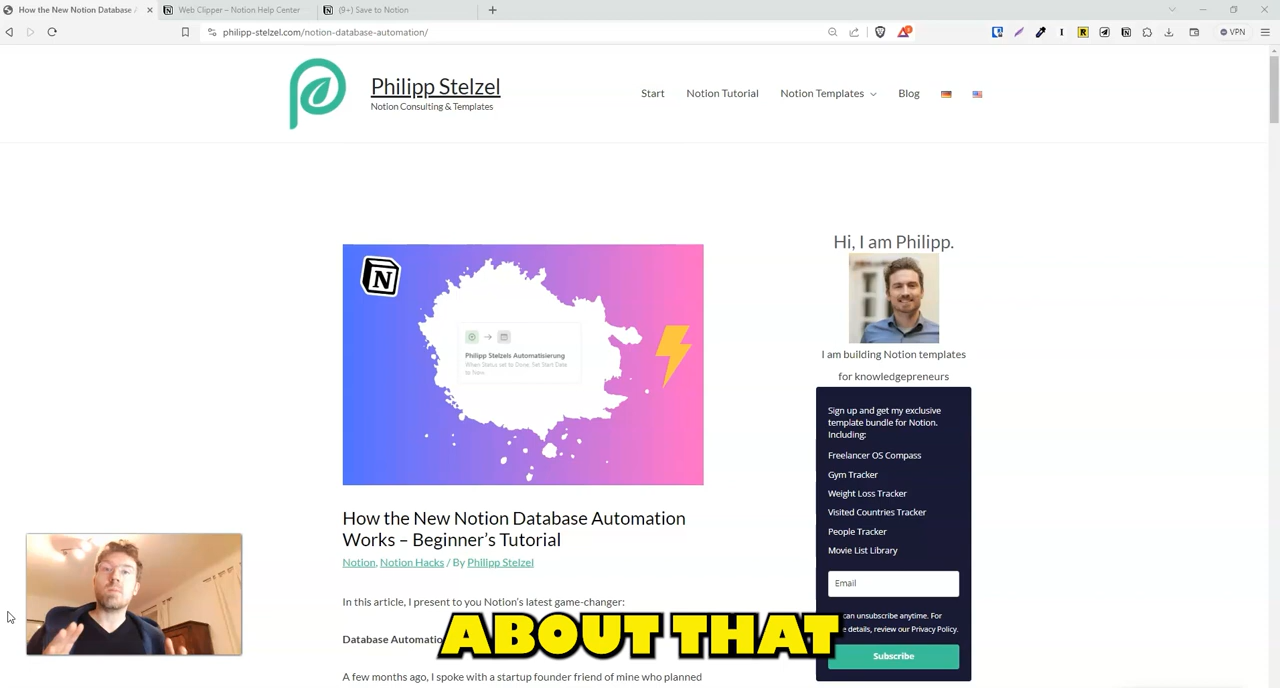 How the New Notion Database A
Web Clipper – Notion Help Center
(9+) Save to Notion
philipp-stelzel.com/notion-database-automation/
VPN
Philipp Stelzel
Notion Consulting & Templates
Start
Notion Tutorial
Notion Templates
Blog
Philipp Stelzels Automatisierung
When Status set to Done, Set Start Date
to Now.
How the New Notion Database Automation
Works – Beginner's Tutorial
Notion, Notion Hacks / By Philipp Stelzel
In this article, I present to you Notion's latest game-changer:
Database Automatio
A few months ago, I spoke with a startup founder friend of mine who planned
Hi, I am Philipp.
I am building Notion templates
for knowledgepreneurs
Sign up and get my exclusive
template bundle for Notion.
Including:
Freelancer OS Compass
Gym Tracker
Weight Loss Tracker
Visited Countries Tracker
People Tracker
Movie List Library
Email
can unsubscribe anytime. For
details, review our Privacy Policy.
Subscribe
ABOUT THAT